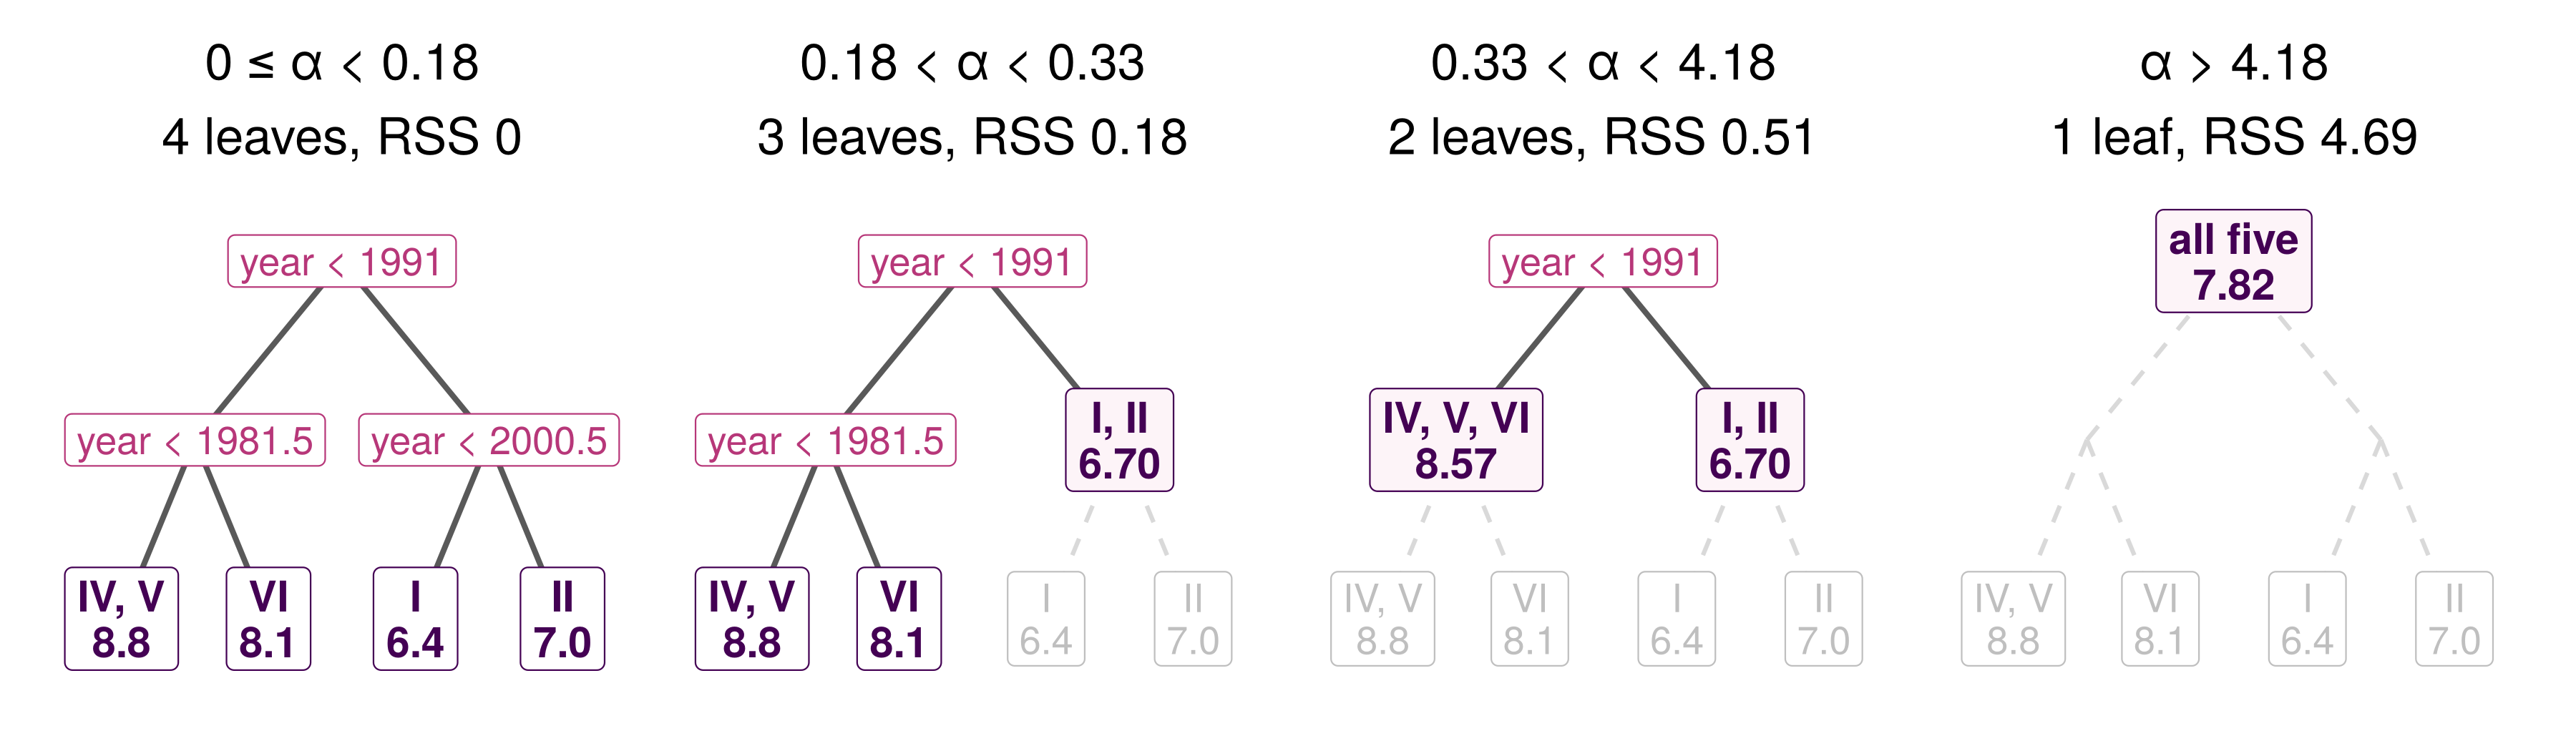 0 ≤ α < 0.18
4 leaves, RSS 0
year < 1991
year < 1981.5
year < 2000.5
IV, V
8.8
VI
8.1
I
6.4
II
7.0
0.18 < α < 0.33
3 leaves, RSS 0.18
year < 1991
year < 1981.5
I, II
6.70
IV, V
8.8
VI
8.1
I
6.4
II
7.0
0.33 < α < 4.18
2 leaves, RSS 0.51
year < 1991
IV, V, VI
8.57
I, II
6.70
IV, V
8.8
VI
8.1
I
6.4
II
7.0
α > 4.18
1 leaf, RSS 4.69
all five
7.82
IV, V
8.8
VI
8.1
I
6.4
II
7.0